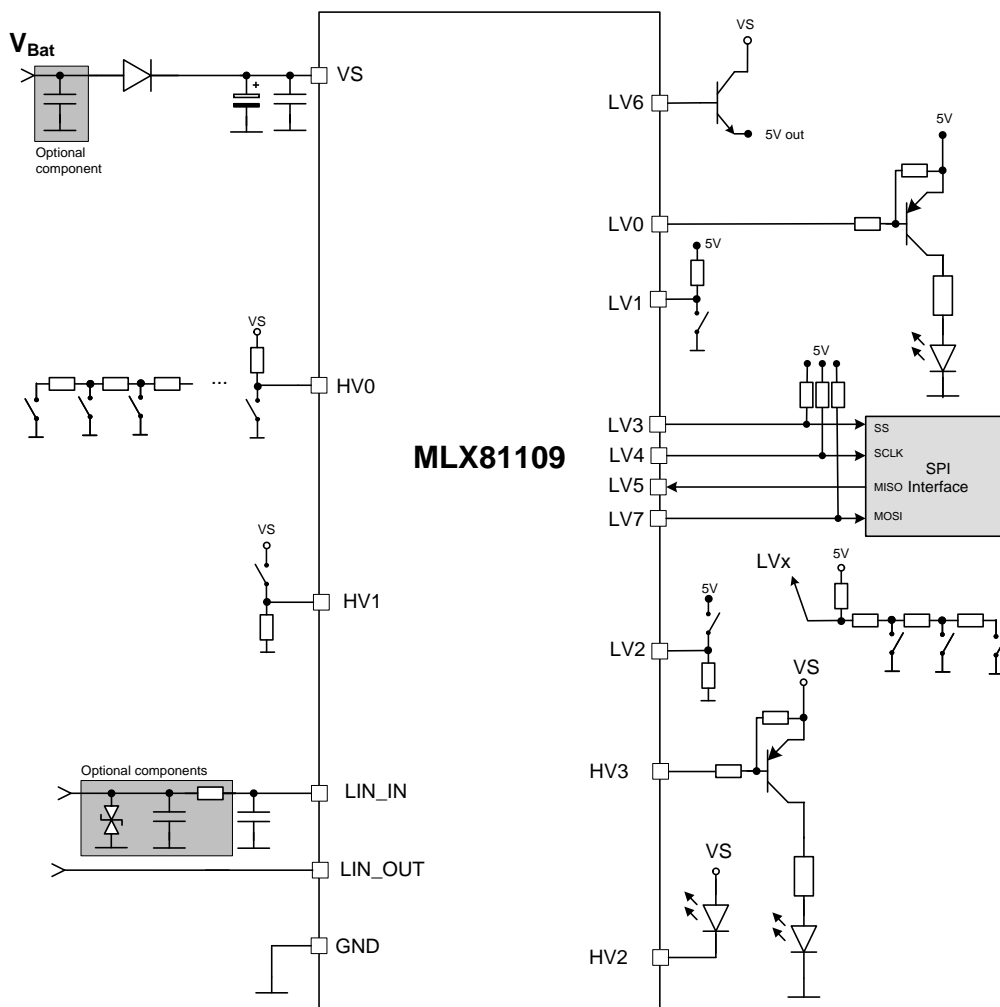 V_Bat
VS
Optional
component
VS
HV0
...
VS
HV1
Optional components
LIN_IN
LIN_OUT
GND
MLX81109
VS
LV6
5V out
5V
LV0
5V
LV1
5V
LV3
SS
LV4
SCLK
LV5
MISO
LV7
MOSI
SPI
Interface
LVx
5V
5V
LV2
VS
HV3
VS
HV2